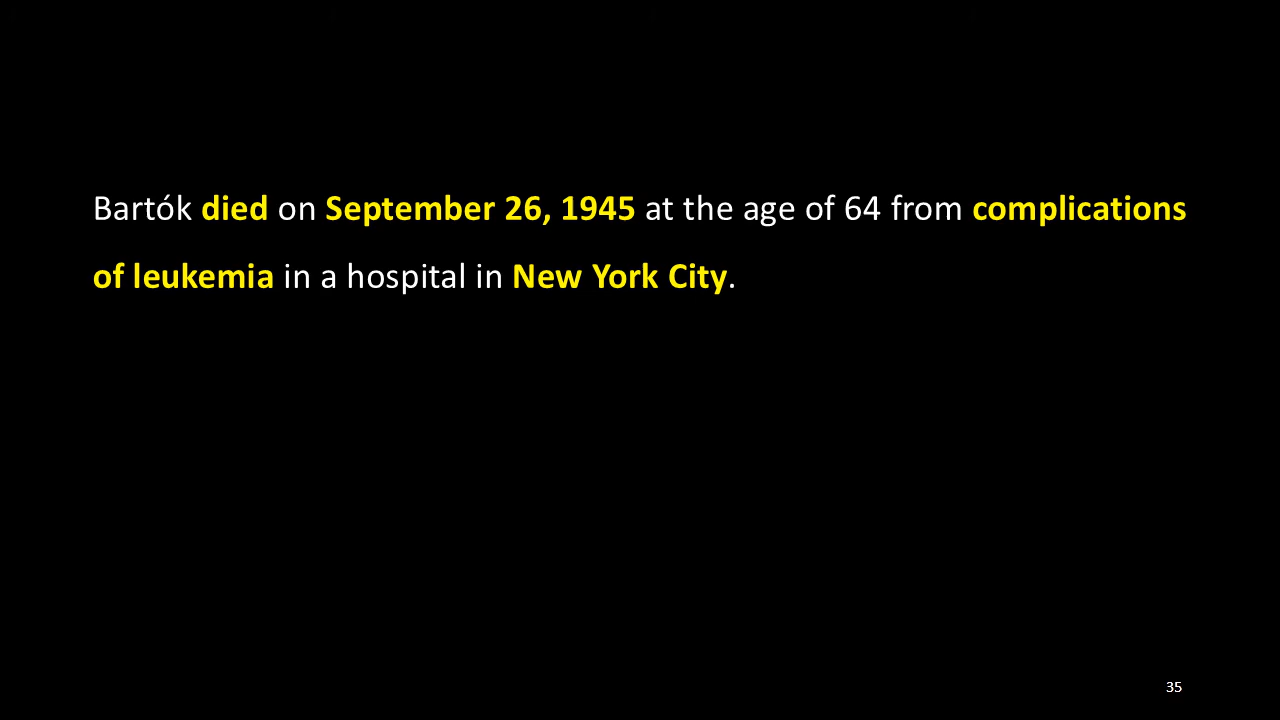 Bartók died on September 26, 1945 at the age of 64 from complications
of leukemia in a hospital in New York City.
35